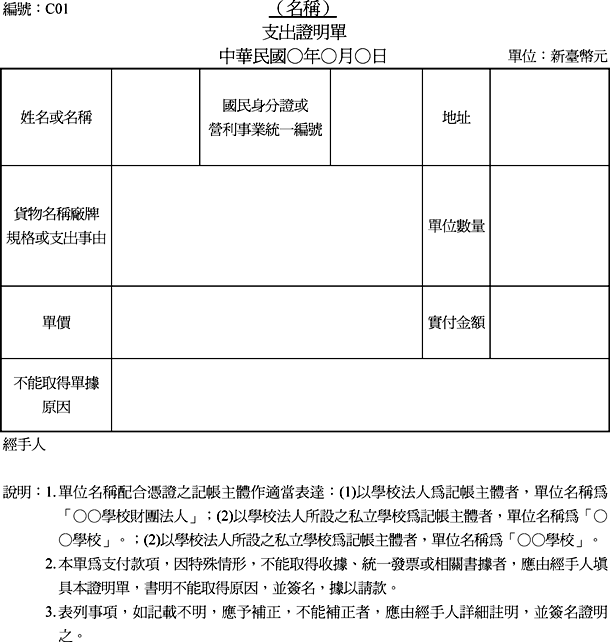 編號：C01
（名稱）
支出證明單
中華民國○年○月○日
單位：新臺幣元
姓名或名稱
國民身分證或
營利事業統一編號
地址
貨物名稱廠牌
規格或支出事由
單位數量
單價
實付金額
不能取得單據
原因
經手人
說明：1.單位名稱配合憑證之記帳主體作適當表達：(1)以學校法人為記帳主體者，單位名稱為
「○○學校財團法人」；(2)以學校法人所設之私立學校為記帳主體者，單位名稱為「○
○學校」。；(2)以學校法人所設之私立學校為記帳主體者，單位名稱為「○○學校」。
2.本單為支付款項，因特殊情形，不能取得收據、統一發票或相關書據者，應由經手人塡
具本證明單，書明不能取得原因，並簽名，據以請款。
3.表列事項，如記載不明，應予補正，不能補正者，應由經手人詳細註明，並簽名證明
之。